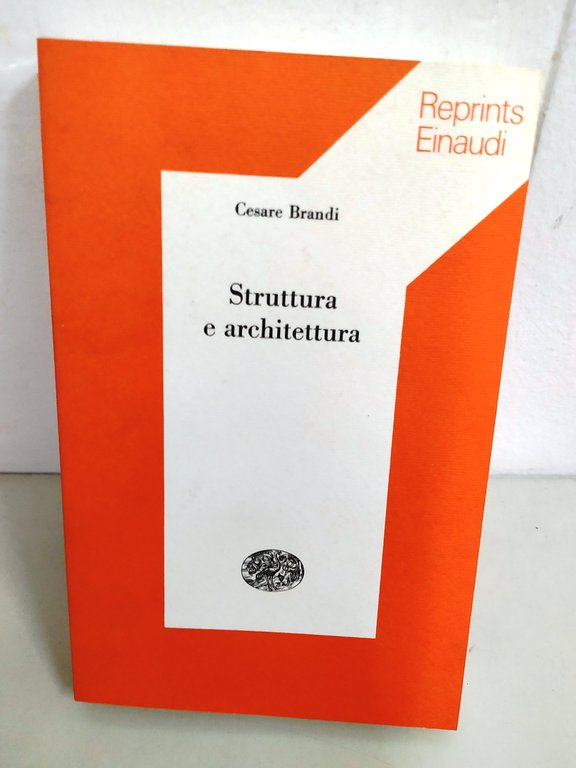 Reprints
Einaudi
Cesare Brandi
Struttura
e architettura